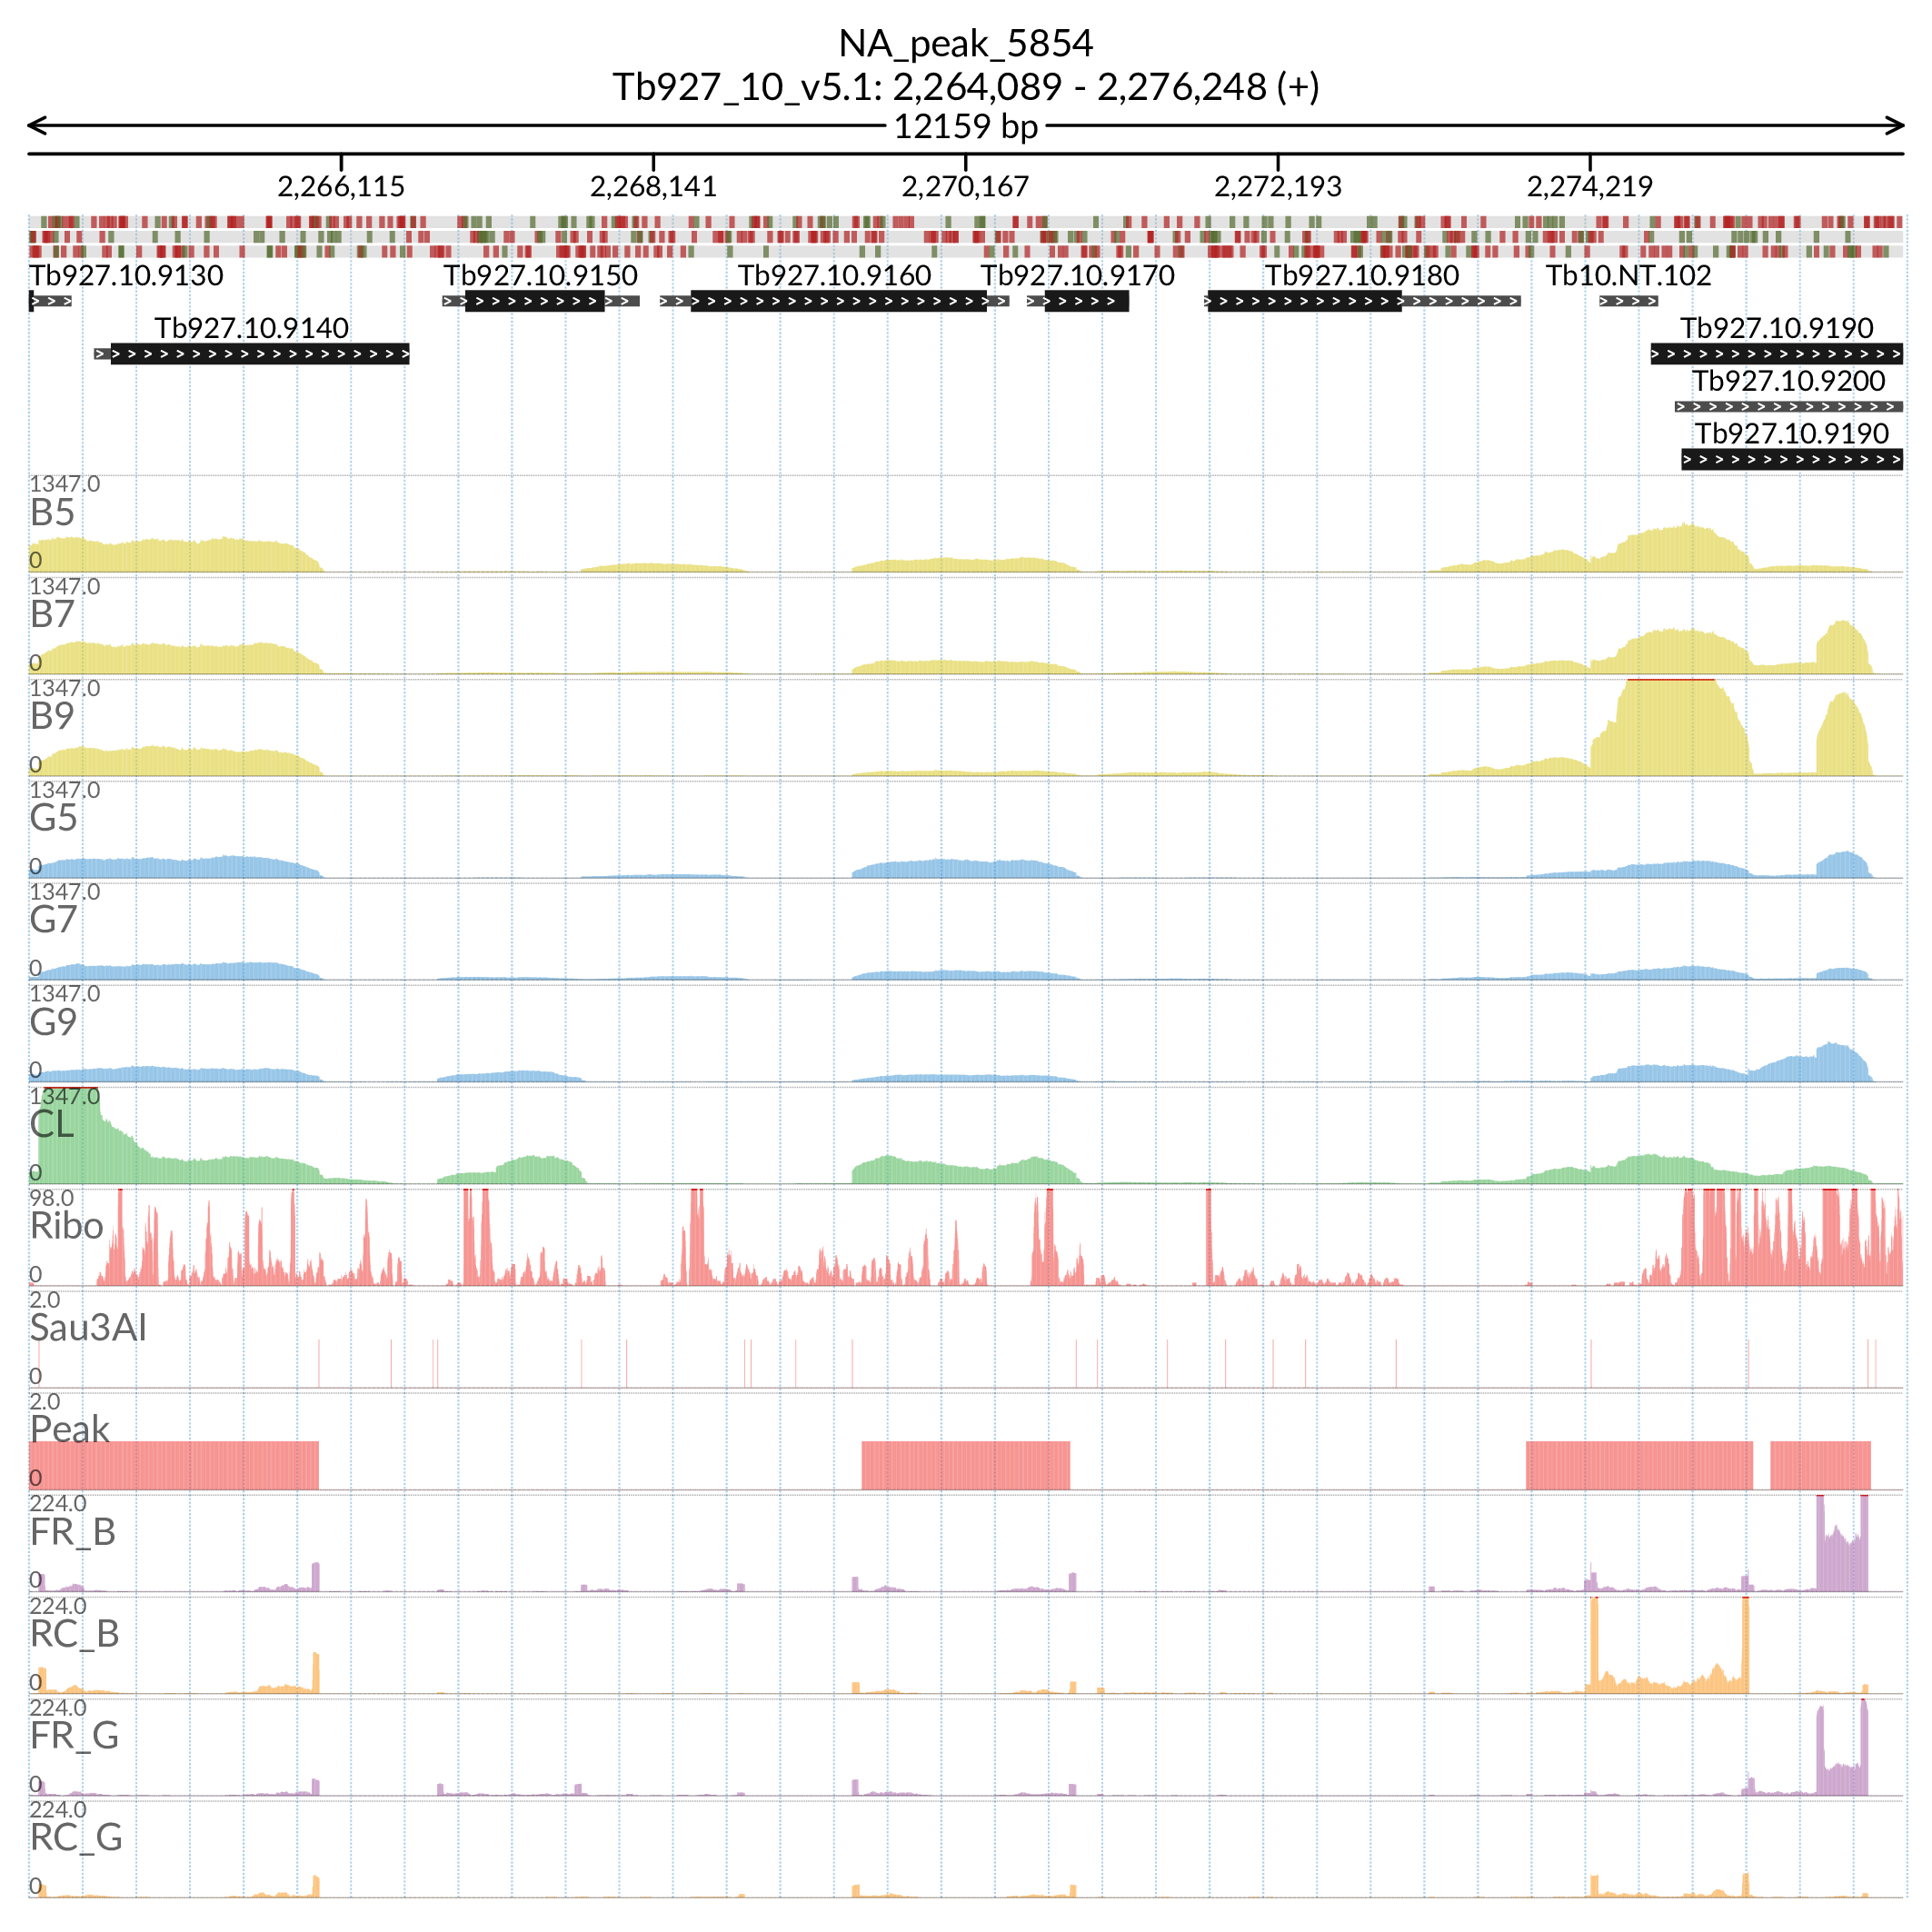 NA_peak_5854
Tb927_10_v5.1: 2,264,089 - 2,276,248 (+)
12159 bp
2,266,115 2,268,141 2,270,167 2,272,193 2,274,219
Tb927.10.9130 Tb927.10.9150 Tb927.10.9160 Tb927.10.9170 Tb927.10.9180 Tb10.NT.102
Tb927.10.9140 Tb927.10.9190
Tb927.10.9200
Tb927.10.9190
1347.0
B5
0
1347.0
B7
0
1347.0
B9
0
1347.0
G5
0
1347.0
G7
0
1347.0
G9
0
1347.0
CL
0
98.0
Ribo
0
2.0
Sau3AI
0
2.0
Peak
0
224.0
FR_B
0
224.0
RC_B
0
224.0
FR_G
0
224.0
RC_G
0